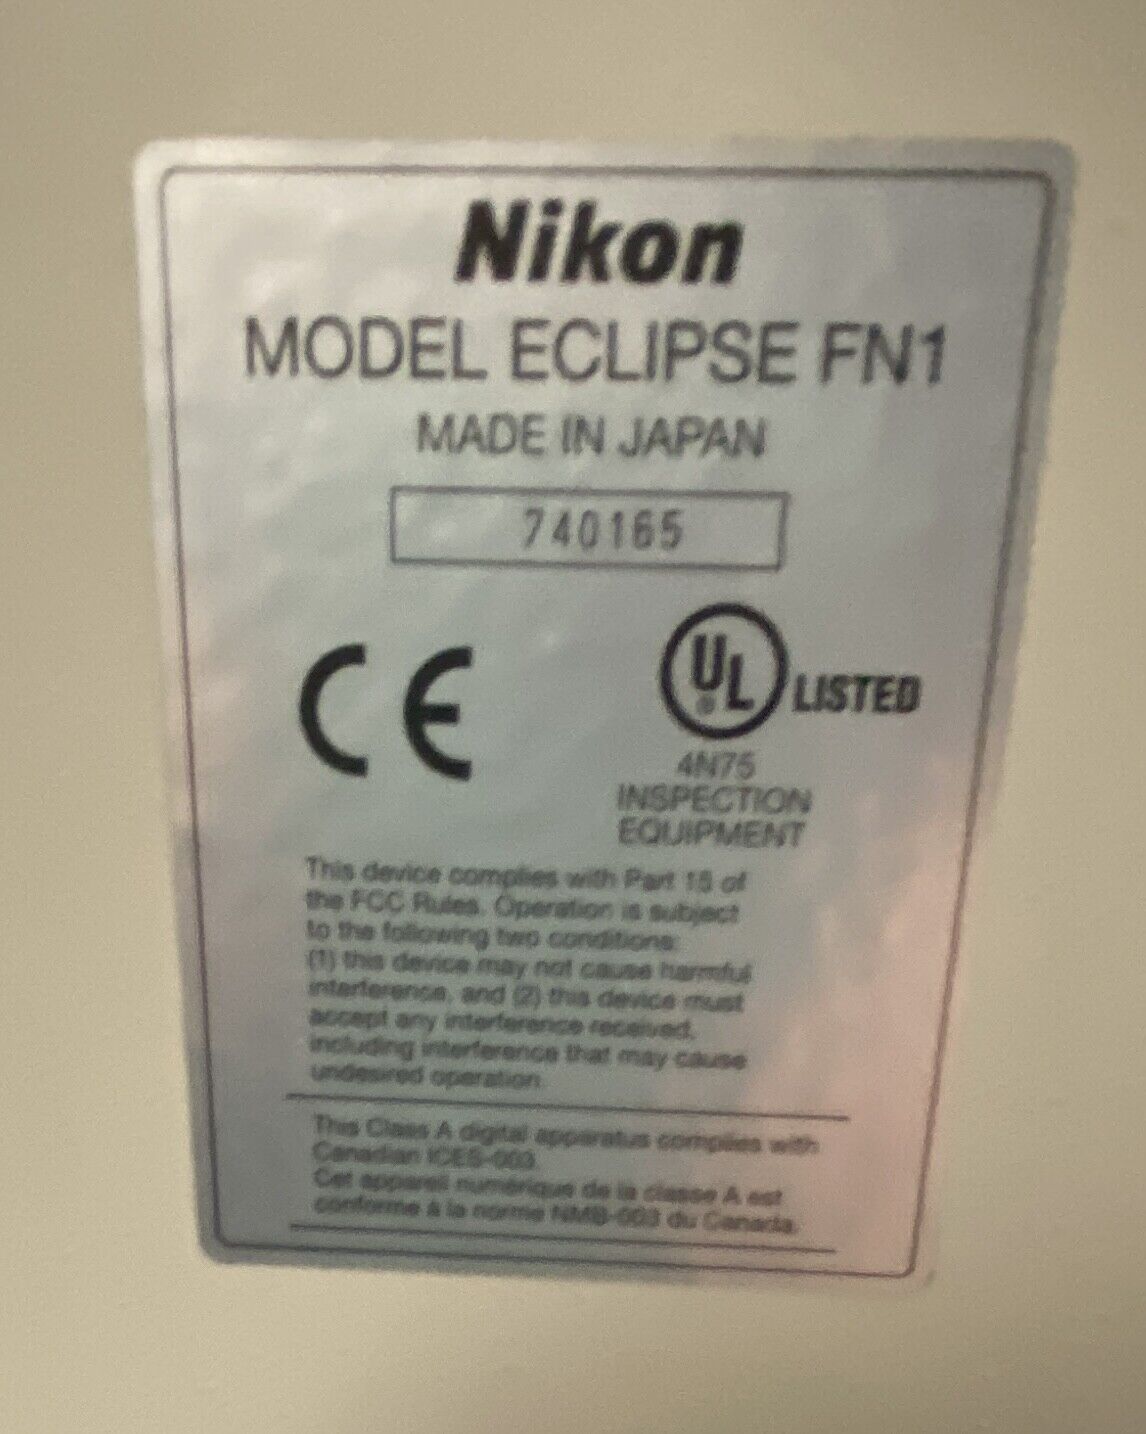 Nikon
MODEL ECLIPSE FN1
MADE IN JAPAN
740165
CE
UL
® LISTED
4N75
INSPECTION
EQUIPMENT
This device complies with Part 15 of
the FCC Rules. Operation is subject
to the following two conditions:
(1) this device may not cause harmful
interference, and (2) this device must
accept any interference received,
including interference that may cause
undesired operation.
This Class A digital apparatus complies with
Canadian ICES-003.
Cet appareil numérique de la classe A est
conforme à la norme NMB-003 du Canada.